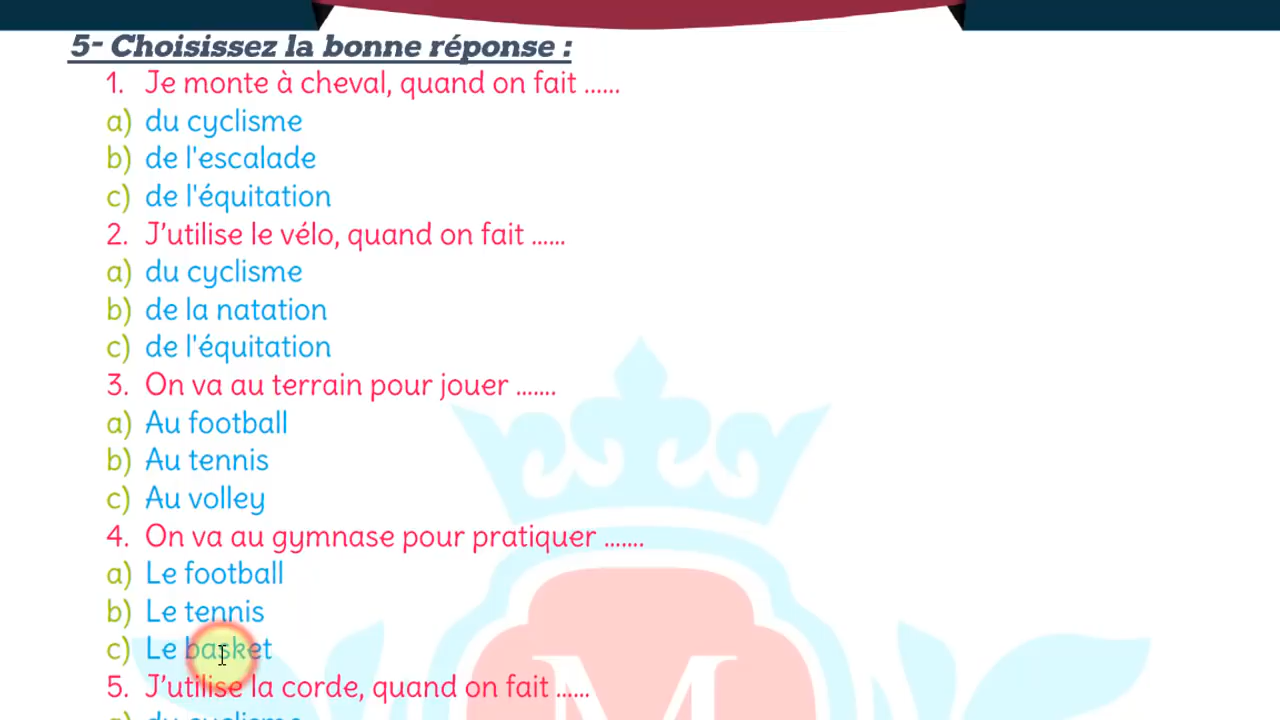 5- Choisissez la bonne réponse :
1. Je monte à cheval, quand on fait ......
a) du cyclisme
b) de l'escalade
c) de l'équitation
2. J’utilise le vélo, quand on fait ......
a) du cyclisme
b) de la natation
c) de l'équitation
3. On va au terrain pour jouer .......
a) Au football
b) Au tennis
c) Au volley
4. On va au gymnase pour pratiquer .......
a) Le football
b) Le tennis
c) Le basket
5. J’utilise la corde, quand on fait ......
a) du cyclisme
M